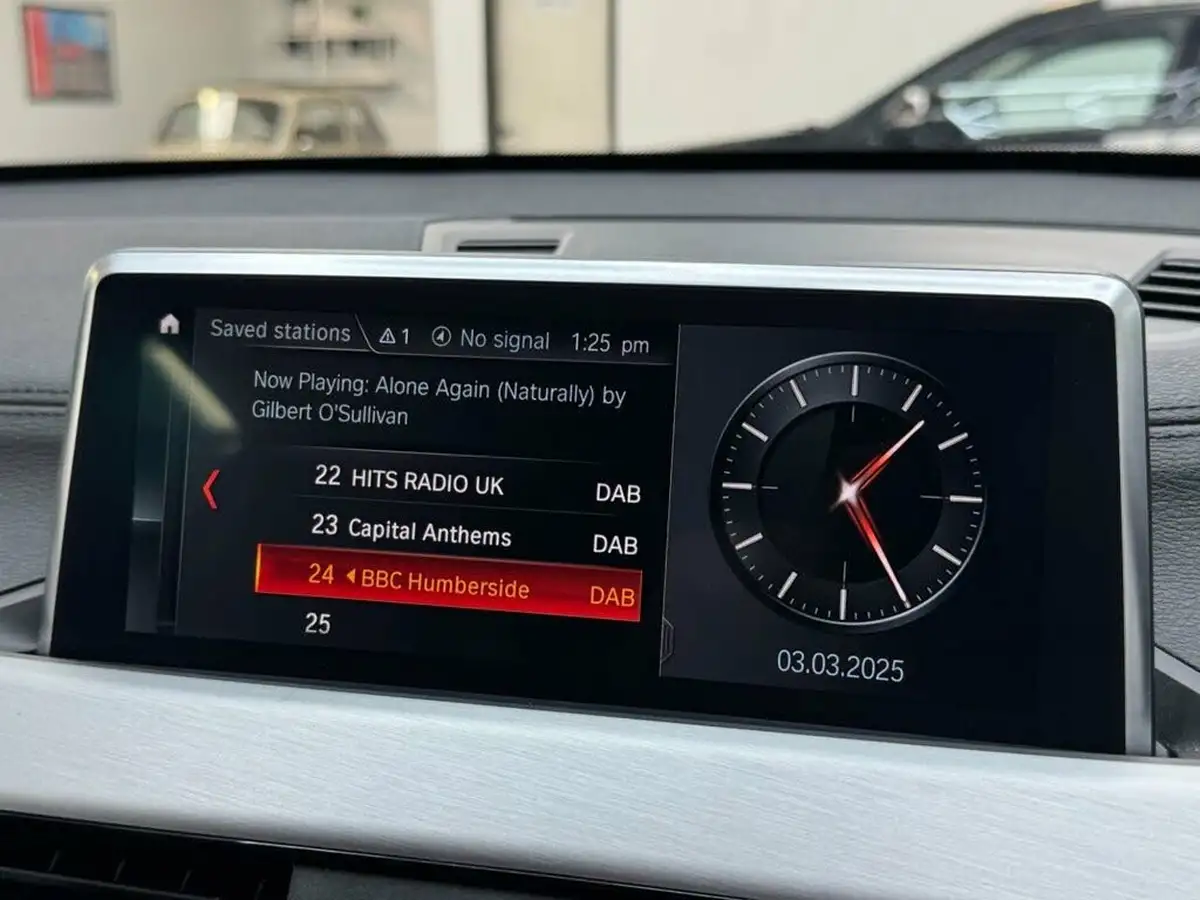 Saved stations 1 No signal 1:25 pm
Now Playing: Alone Again (Naturally) by
Gilbert O'Sullivan
22 HITS RADIO UK DAB
23 Capital Anthems DAB
24 BBC Humberside DAB
25
03.03.2025